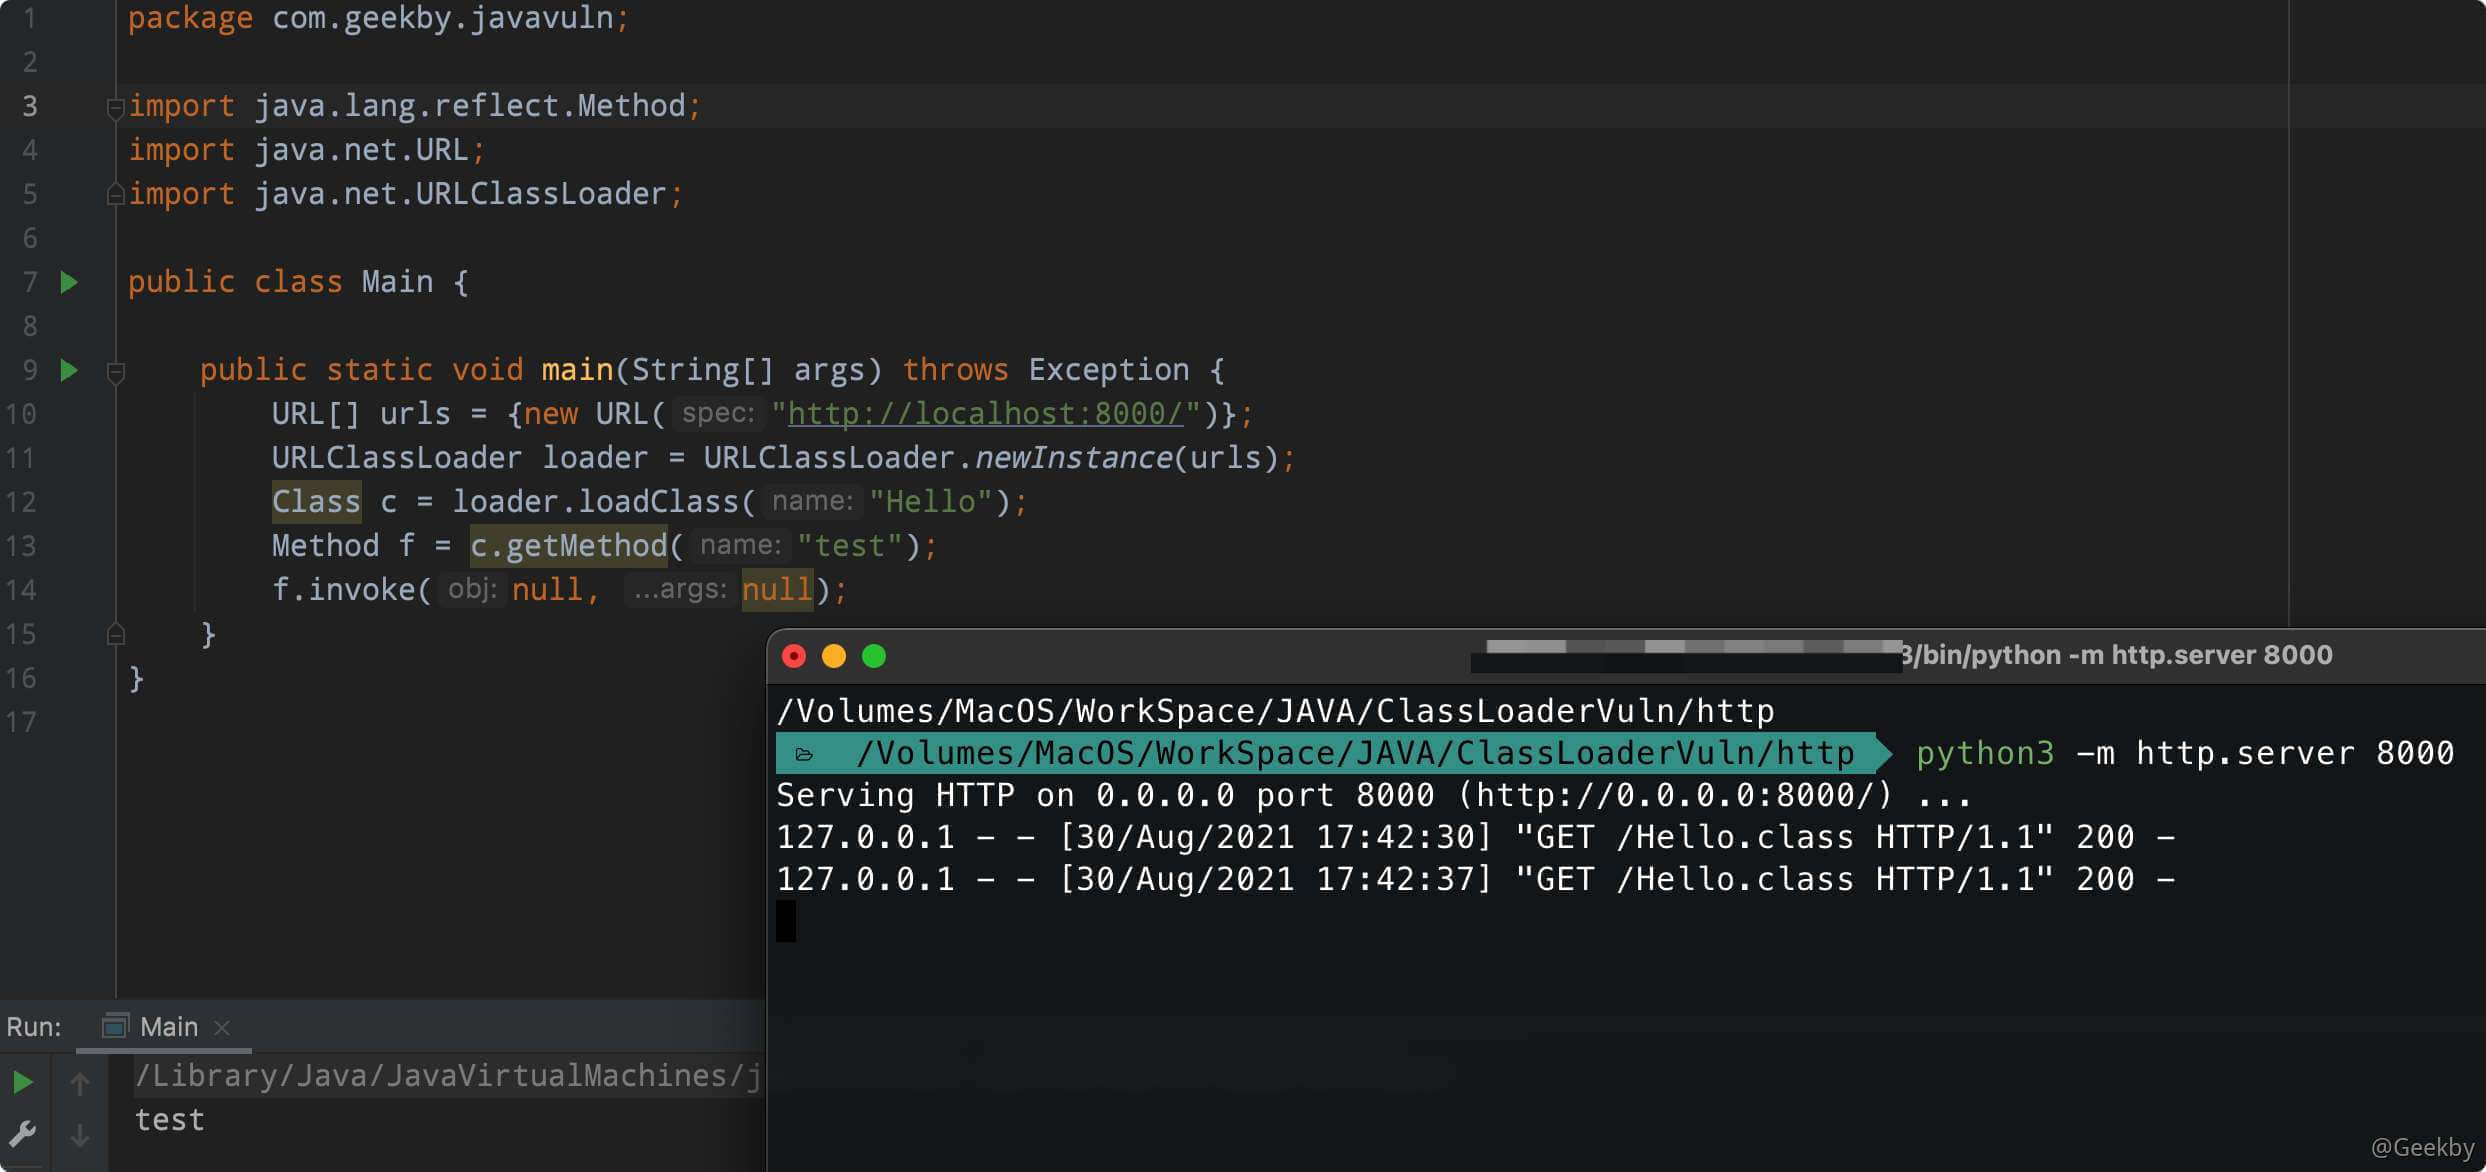 1 package com.geekby.javavuln;
2
3 import java.lang.reflect.Method;
4 import java.net.URL;
5 import java.net.URLClassLoader;
6
7 public class Main {
8
9 public static void main(String[] args) throws Exception {
10 URL[] urls = {new URL( spec: "http://localhost:8000/")};
11 URLClassLoader loader = URLClassLoader.newInstance(urls);
12 Class c = loader.loadClass( name: "Hello");
13 Method f = c.getMethod( name: "test");
14 f.invoke( obj: null, ...args: null);
15 }
16 }
17
3/bin/python -m http.server 8000
/Volumes/MacOS/WorkSpace/JAVA/ClassLoaderVuln/http
/Volumes/MacOS/WorkSpace/JAVA/ClassLoaderVuln/http python3 -m http.server 8000
Serving HTTP on 0.0.0.0 port 8000 (http://0.0.0.0:8000/) ...
127.0.0.1 - - [30/Aug/2021 17:42:30] "GET /Hello.class HTTP/1.1" 200 -
127.0.0.1 - - [30/Aug/2021 17:42:37] "GET /Hello.class HTTP/1.1" 200 -
Run: Main
/Library/Java/JavaVirtualMachines/j
test
@Geekby